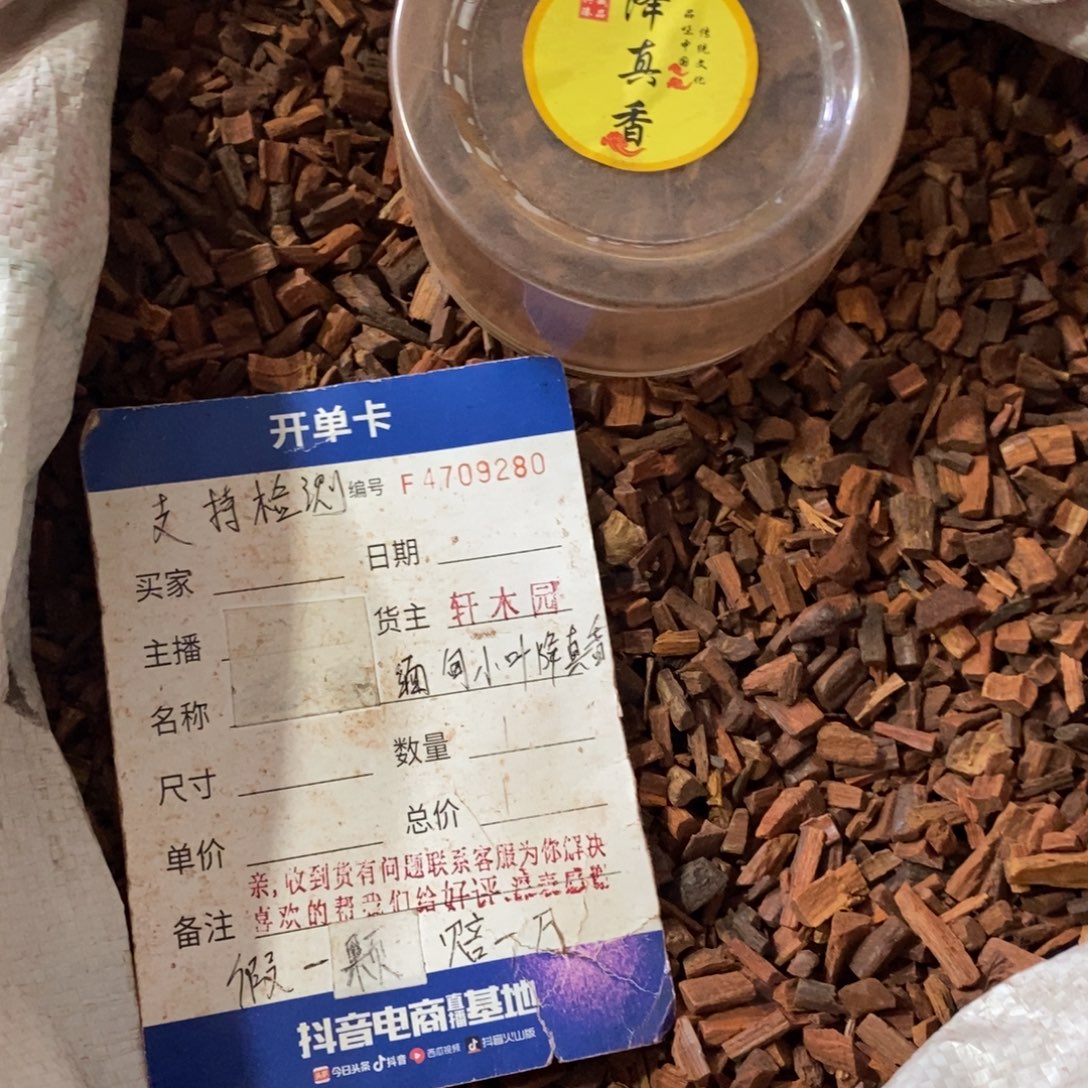 降真香
传统文化
品味中国
开单卡
支持检测
编号 F4709280
买家
日期
主播
货主 轩木园
名称
缅甸小叶降真香
尺寸
数量
单价
总价
亲,收到货有问题联系客服为你解决
备注
喜欢的帮我们给好评
假一颗赔一万
抖音电商直播基地
今日头条 抖音 西瓜视频 抖音火山版